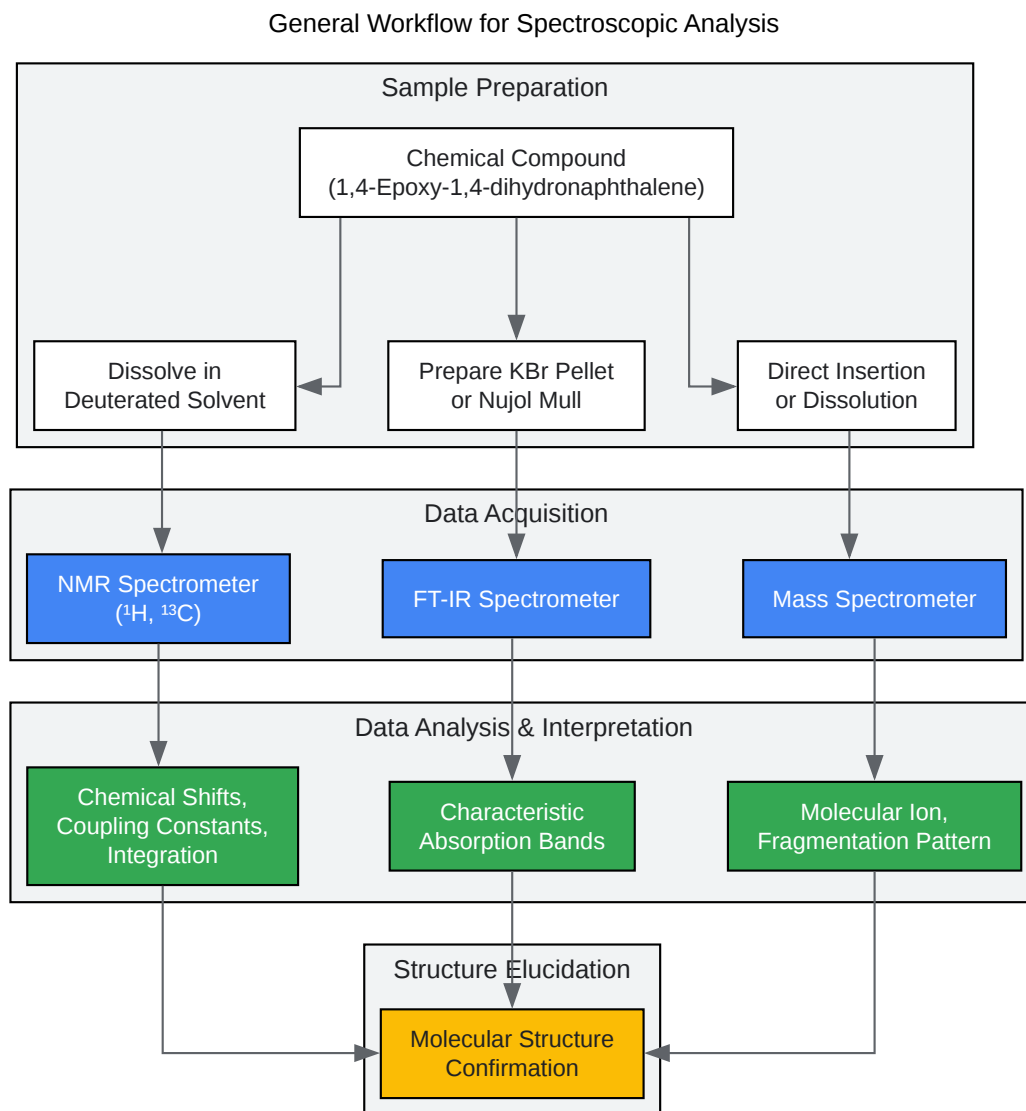 General Workflow for Spectroscopic Analysis
Sample Preparation
Chemical Compound
(1,4-Epoxy-1,4-dihydronaphthalene)
Dissolve in
Deuterated Solvent
Prepare KBr Pellet
or Nujol Mull
Direct Insertion
or Dissolution
Data Acquisition
NMR Spectrometer
(¹H, ¹³C)
FT-IR Spectrometer
Mass Spectrometer
Data Analysis & Interpretation
Chemical Shifts,
Coupling Constants,
Integration
Characteristic
Absorption Bands
Molecular Ion,
Fragmentation Pattern
Structure Elucidation
Molecular Structure
Confirmation